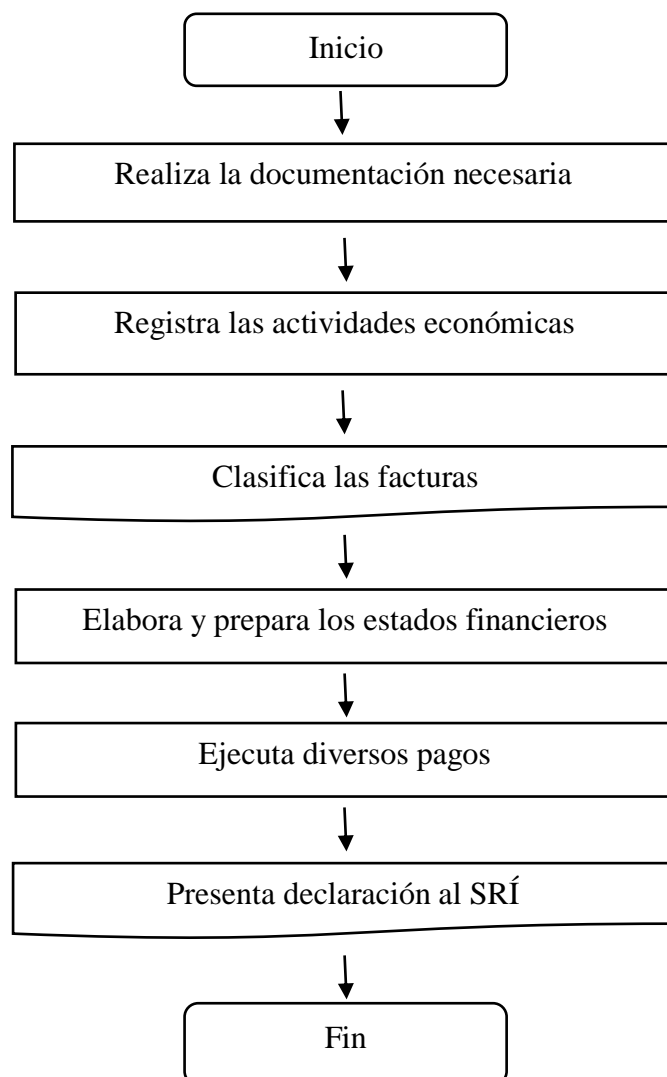 Inicio
Realiza la documentación necesaria
Registra las actividades económicas
Clasifica las facturas
Elabora y prepara los estados financieros
Ejecuta diversos pagos
Presenta declaración al SRÍ
Fin